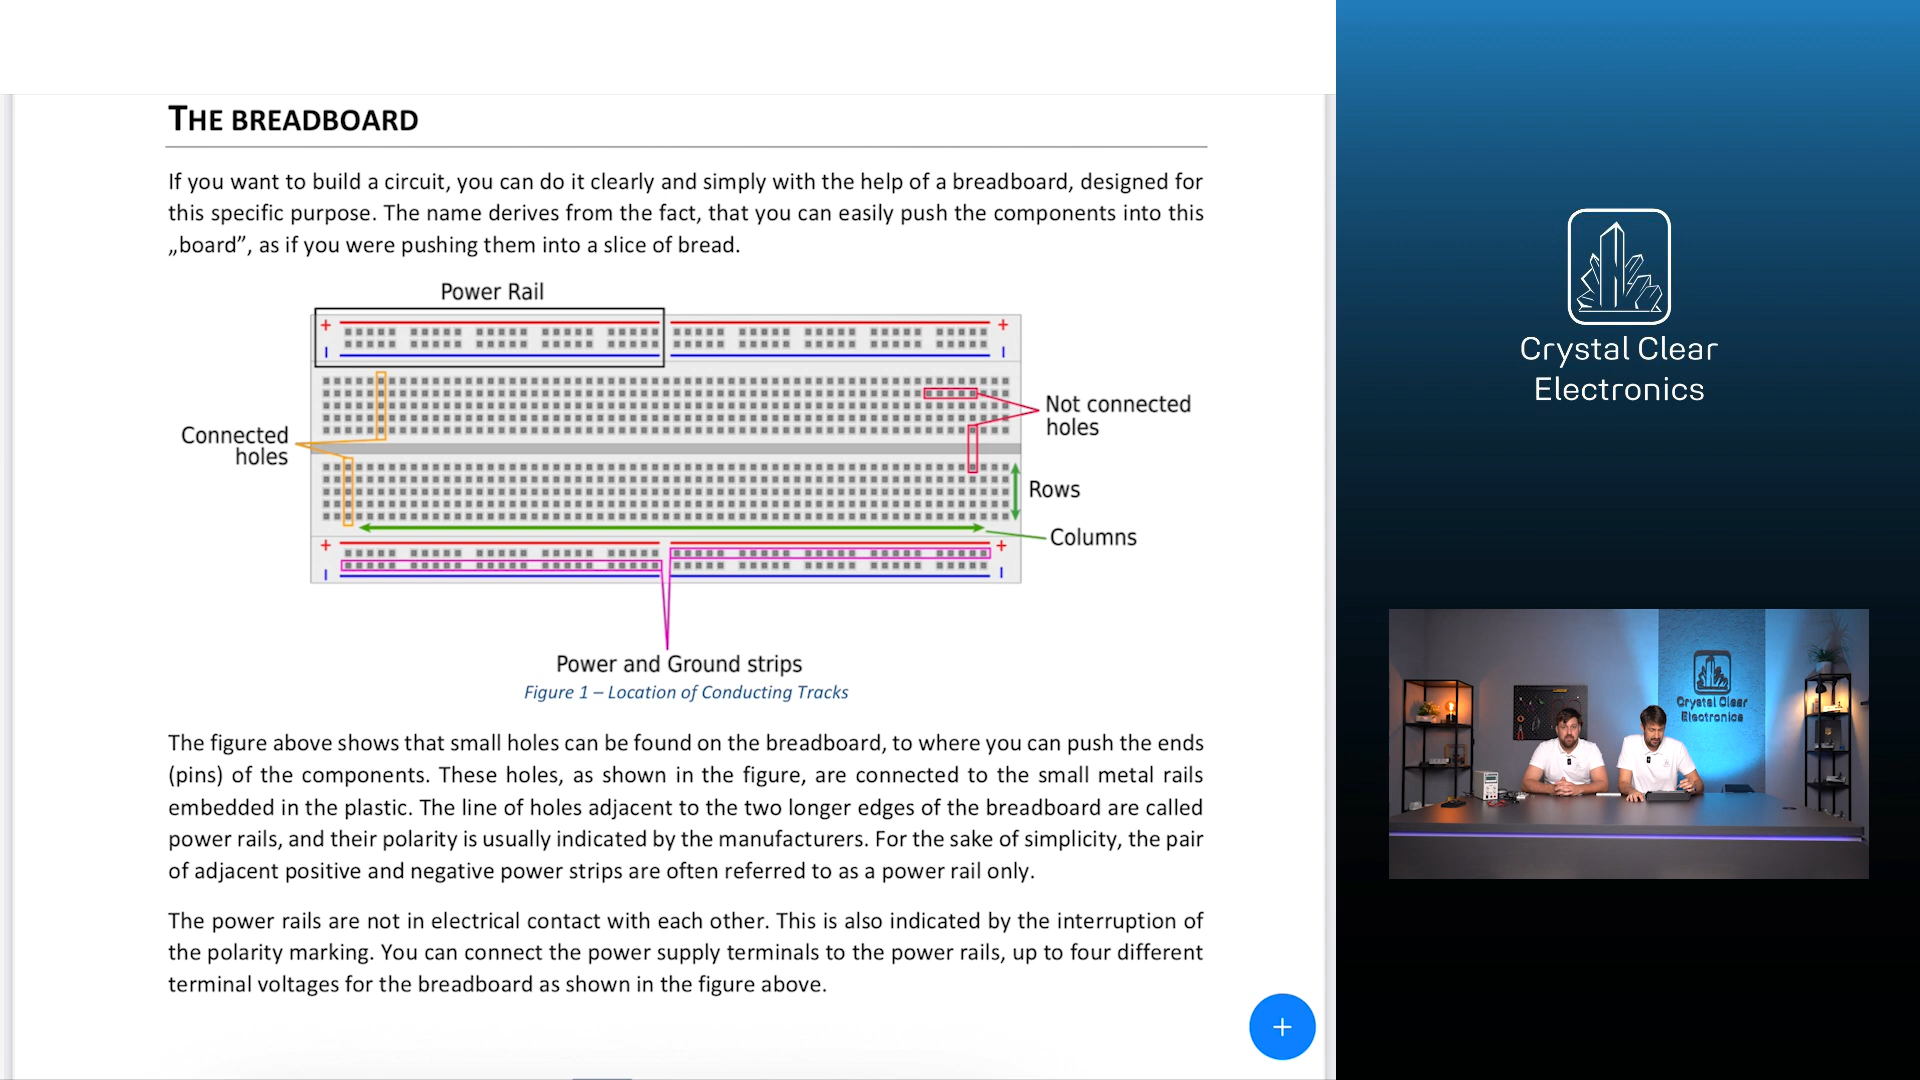 THE BREADBOARD
If you want to build a circuit, you can do it clearly and simply with the help of a breadboard, designed for
this specific purpose. The name derives from the fact, that you can easily push the components into this
„board”, as if you were pushing them into a slice of bread.
Power Rail
+
+
Not connected
holes
Connected
holes
Rows
Columns
+
+
Power and Ground strips
Figure 1 – Location of Conducting Tracks
The figure above shows that small holes can be found on the breadboard, to where you can push the ends
(pins) of the components. These holes, as shown in the figure, are connected to the small metal rails
embedded in the plastic. The line of holes adjacent to the two longer edges of the breadboard are called
power rails, and their polarity is usually indicated by the manufacturers. For the sake of simplicity, the pair
of adjacent positive and negative power strips are often referred to as a power rail only.
The power rails are not in electrical contact with each other. This is also indicated by the interruption of
the polarity marking. You can connect the power supply terminals to the power rails, up to four different
terminal voltages for the breadboard as shown in the figure above.
+
Crystal Clear
Electronics
Crystal Clear
Electronics